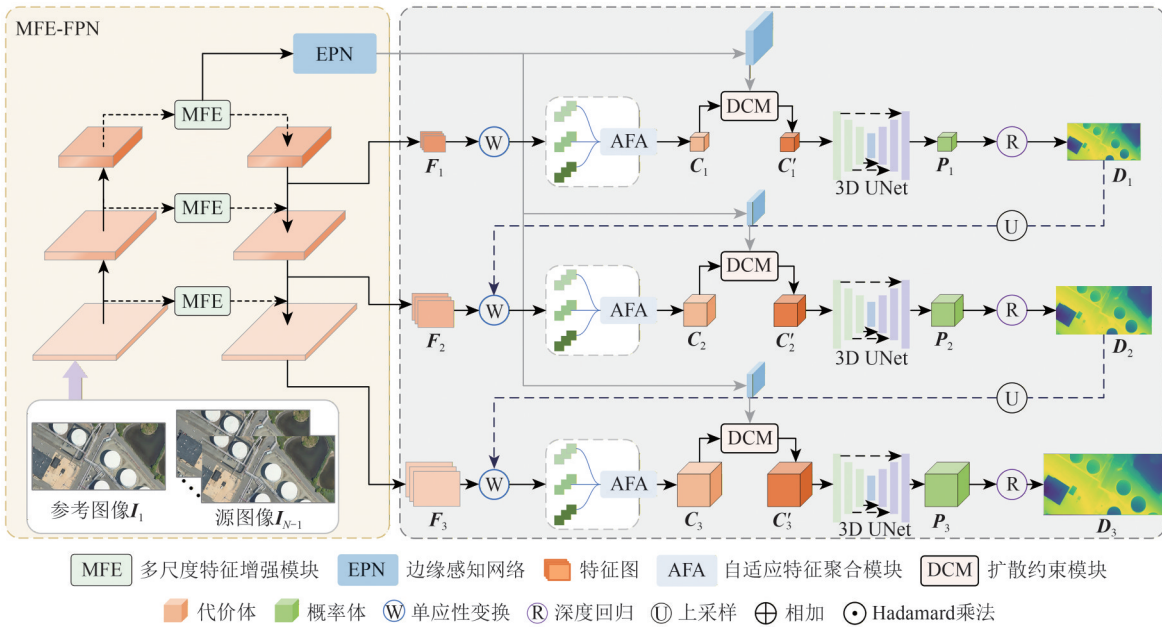 MFE-FPN
EPN
MFE
MFE
MFE
参考图像I₁
源图像I_{N−1}
F₁
W
AFA
C₁
DCM
C′₁
3D UNet
P₁
R
D₁
U
F₂
W
AFA
C₂
DCM
C′₂
3D UNet
P₂
R
D₂
U
F₃
W
AFA
C₃
DCM
C′₃
3D UNet
P₃
R
D₃
MFE 多尺度特征增强模块 EPN 边缘感知网络 特征图 AFA 自适应特征聚合模块 DCM 扩散约束模块
代价体 概率体 W 单应性变换 R 深度回归 U 上采样 ⊕ 相加 ⊙ Hadamard乘法